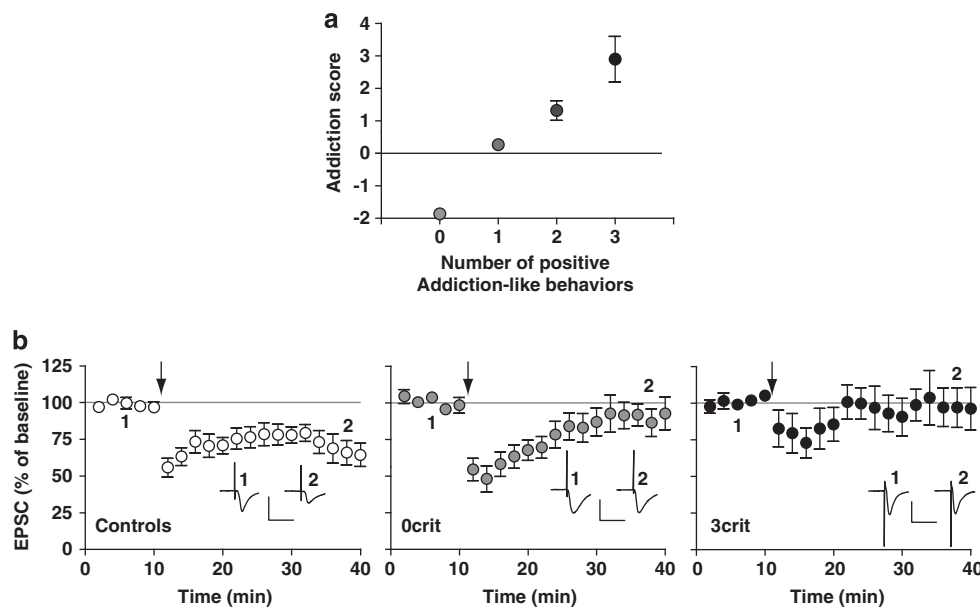 a
Addiction score
4
3
2
1
0
-1
-2
0 1 2 3
Number of positive
Addiction-like behaviors
b
EPSC (% of baseline)
125
100
75
50
25
0
1
2
1 2
Controls
0 10 20 30 40
Time (min)
1
2
1 2
0crit
0 10 20 30 40
Time (min)
1
2
1 2
3crit
0 10 20 30 40
Time (min)